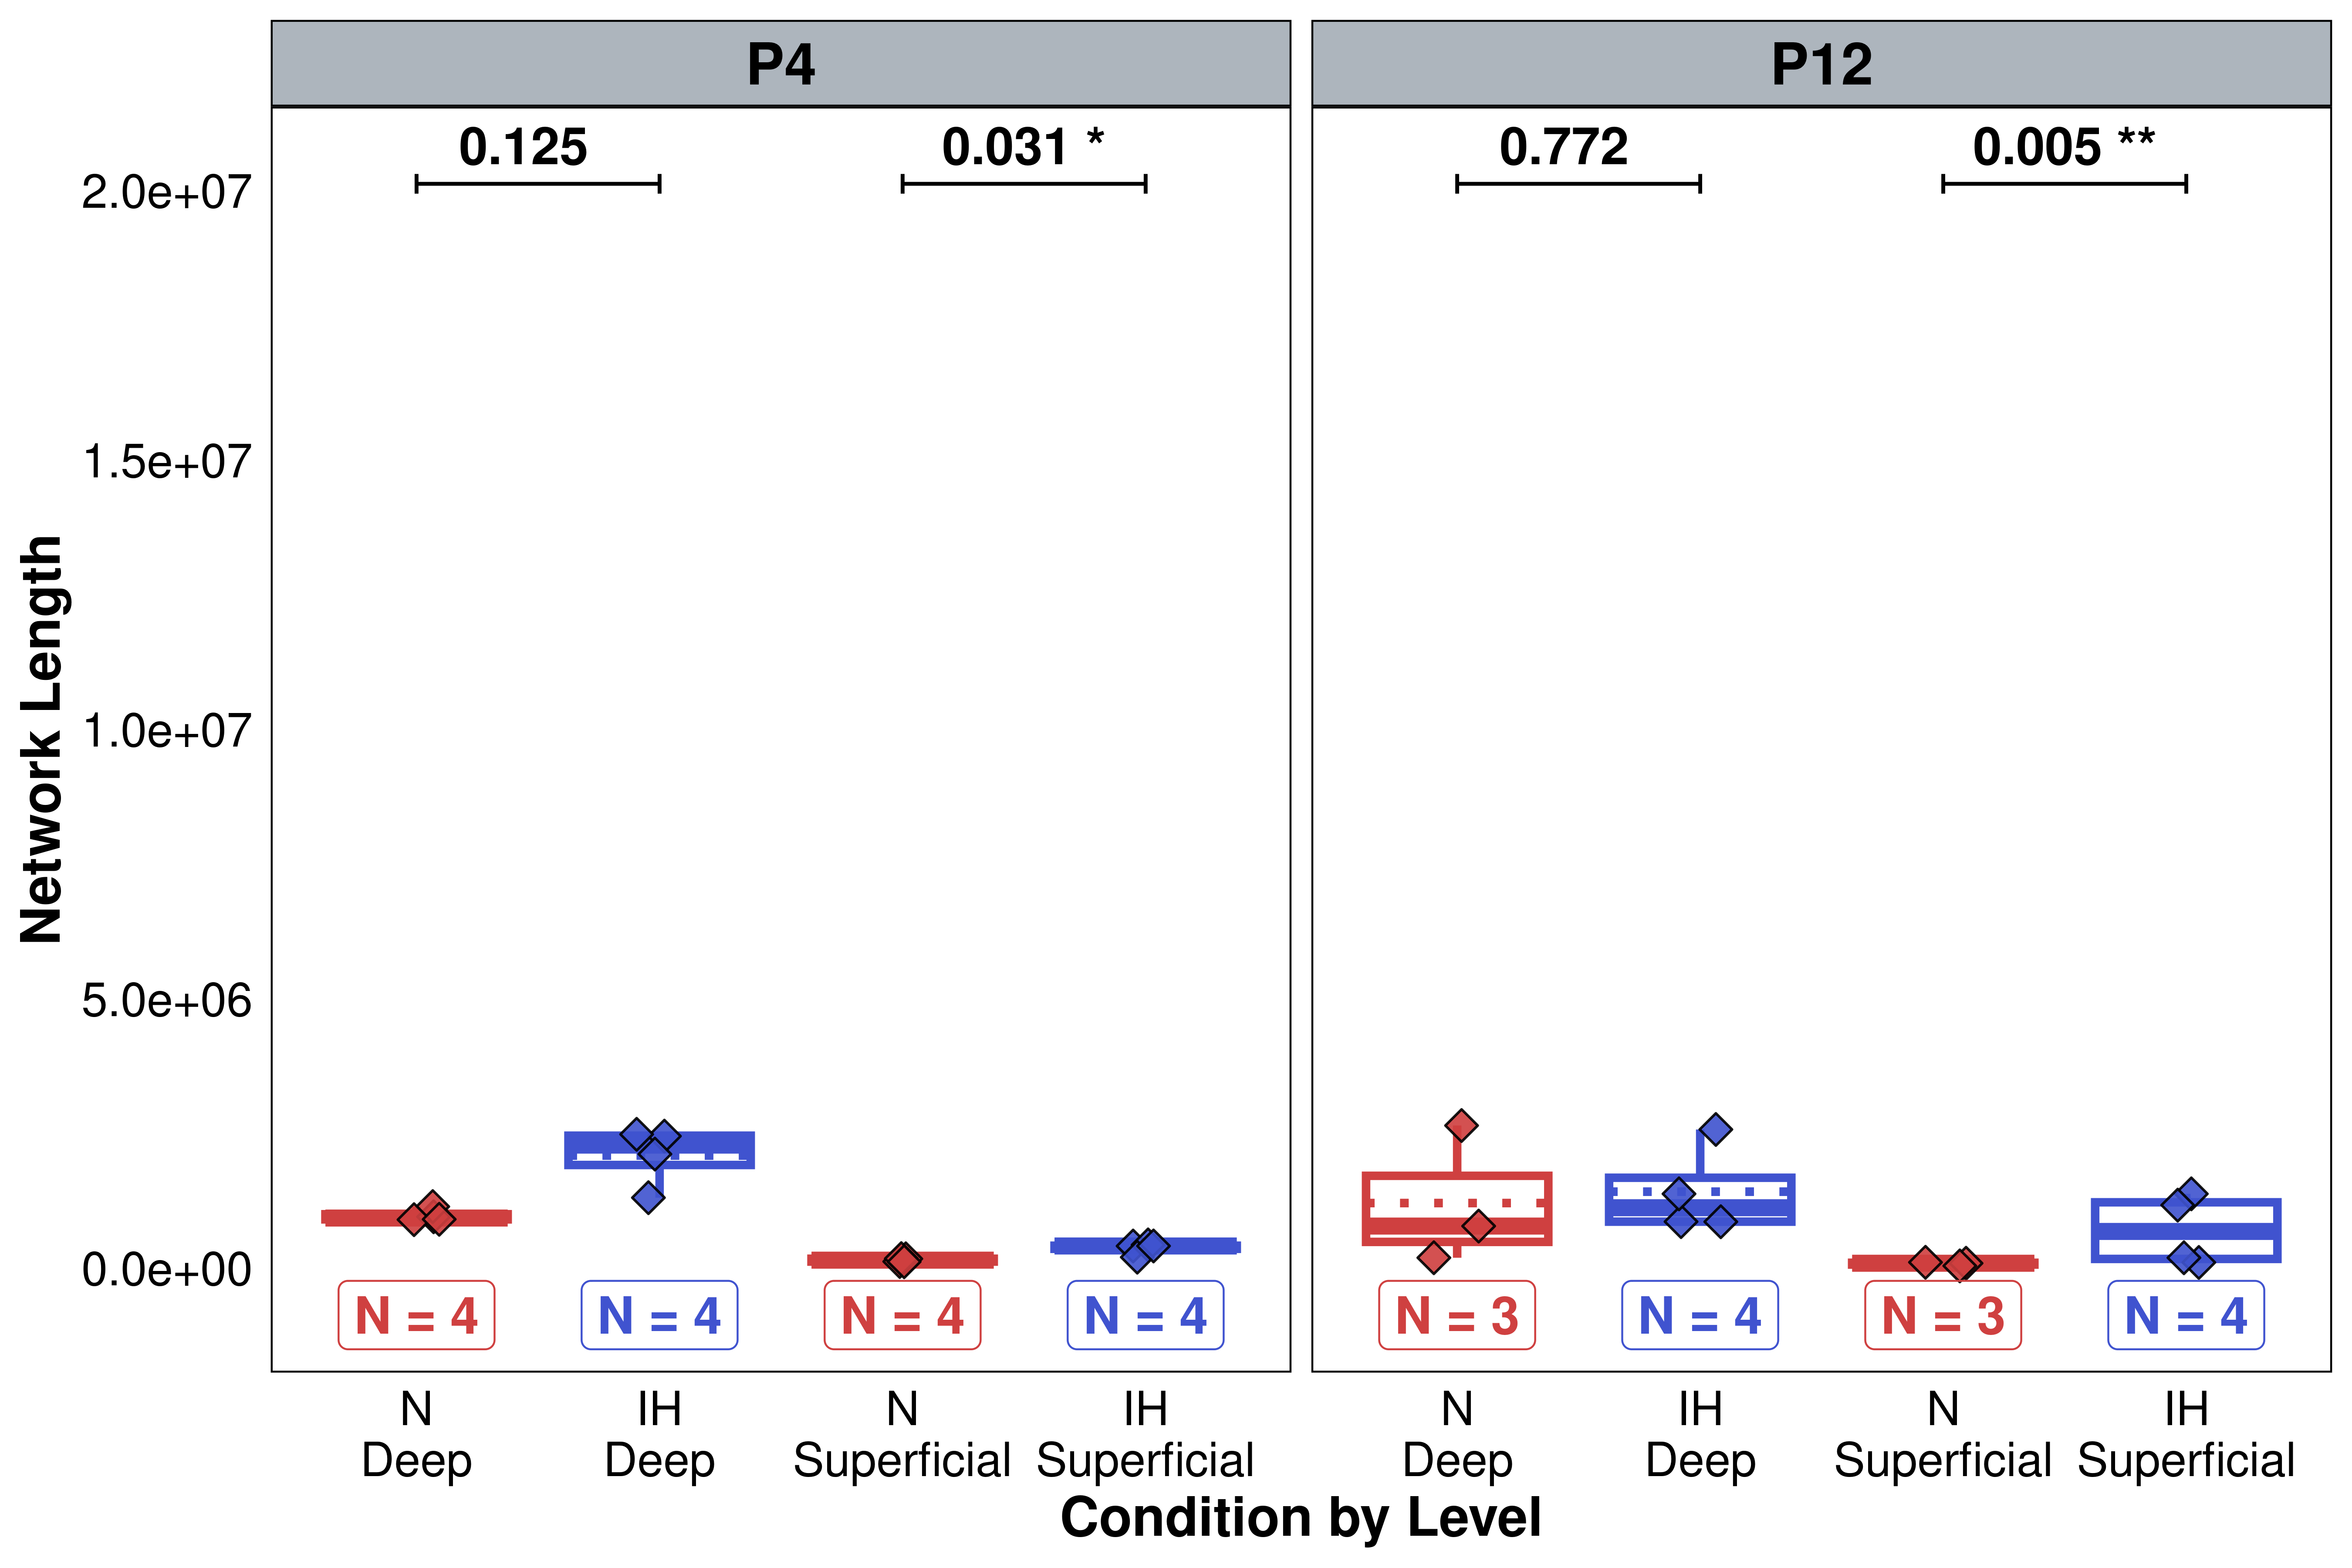 P4
P12
0.125
0.031 *
0.772
0.005 **
2.0e+07
1.5e+07
1.0e+07
5.0e+06
0.0e+00
Network Length
N = 4
N = 4
N = 4
N = 4
N = 3
N = 4
N = 3
N = 4
N
Deep
IH
Deep
N
Superficial
IH
Superficial
N
Deep
IH
Deep
N
Superficial
IH
Superficial
Condition by Level